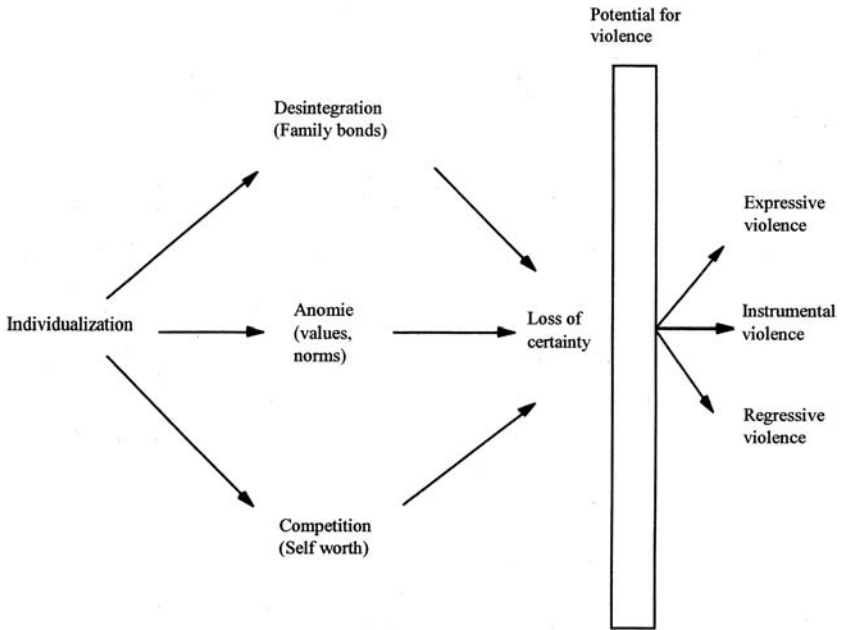 Potential for
violence
Desintegration
(Family bonds)
Expressive
violence
Individualization
Anomie
(values,
norms)
Loss of
certainty
Instrumental
violence
Regressive
violence
Competition
(Self worth)